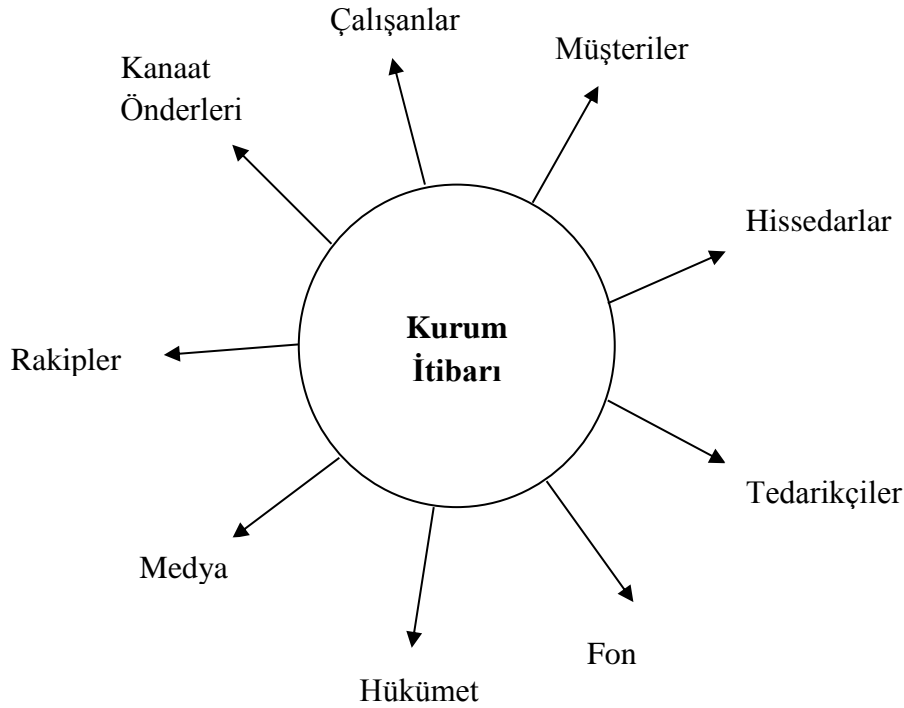 Çalışanlar
Müşteriler
Kanaat
Önderleri
Hissedarlar
Kurum
İtibarı
Rakipler
Tedarikçiler
Medya
Fon
Hükümet